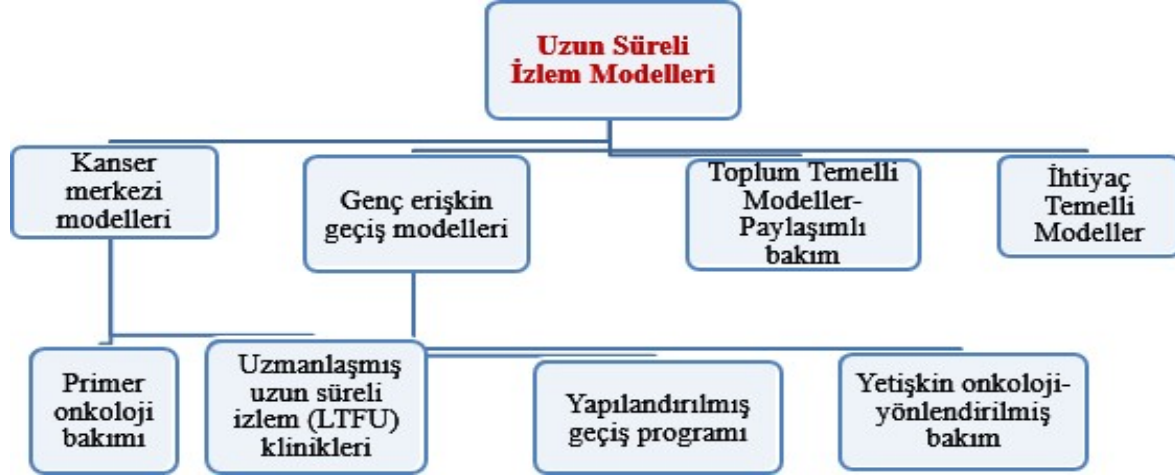 Uzun Süreli
İzlem Modelleri
Kanser
merkezi
modelleri
Genç erişkin
geçiş modelleri
Toplum Temelli
Modeller-
Paylaşımlı
bakım
İhtiyaç
Temelli
Modeller
Primer
onkoloji
bakımı
Uzmanlaşmış
uzun süreli
izlem (LTFU)
klinikleri
Yapılandırılmış
geçiş programı
Yetişkin onkoloji-
yönlendirilmiş
bakım